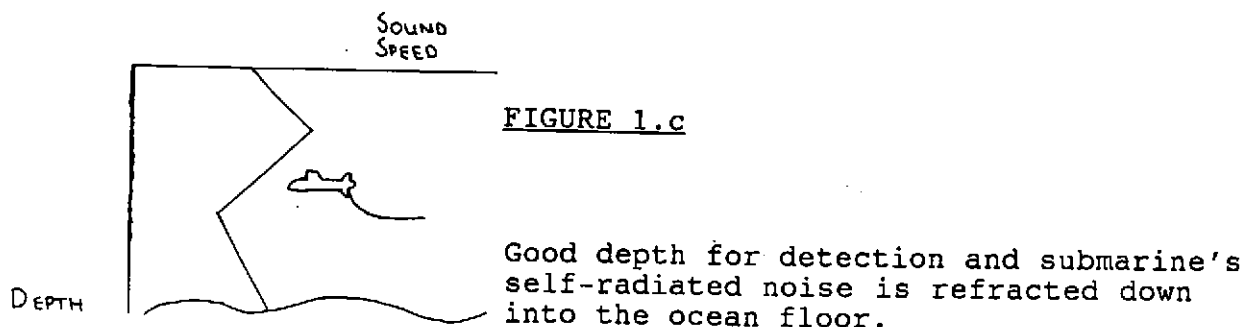 SOUND
SPEED
FIGURE 1.c
Good depth for detection and submarine's
self-radiated noise is refracted down
into the ocean floor.
DEPTH